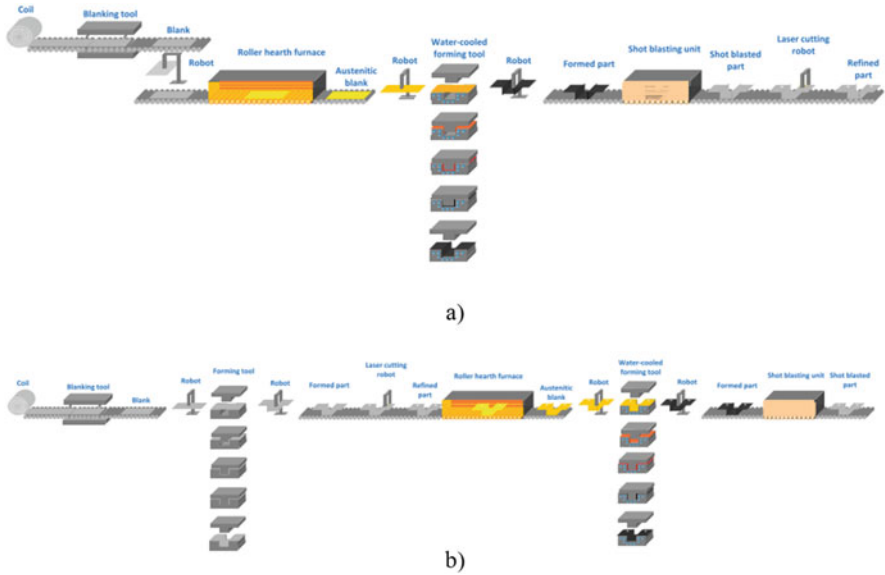 Coil
Blanking tool
Blank
Robot
Roller hearth furnace
Austenitic
blank
Robot
Water-cooled
forming tool
Robot
Formed part
Shot blasting unit
Shot blasted
part
Laser cutting
robot
Refined
part
a)
Coil
Blanking tool
Blank
Robot
Forming tool
Robot
Formed part
Laser cutting
robot
Refined
part
Roller hearth furnace
Austenitic
blank
Robot
Water-cooled
forming tool
Robot
Formed part
Shot blasting unit
Shot blasted
part
b)